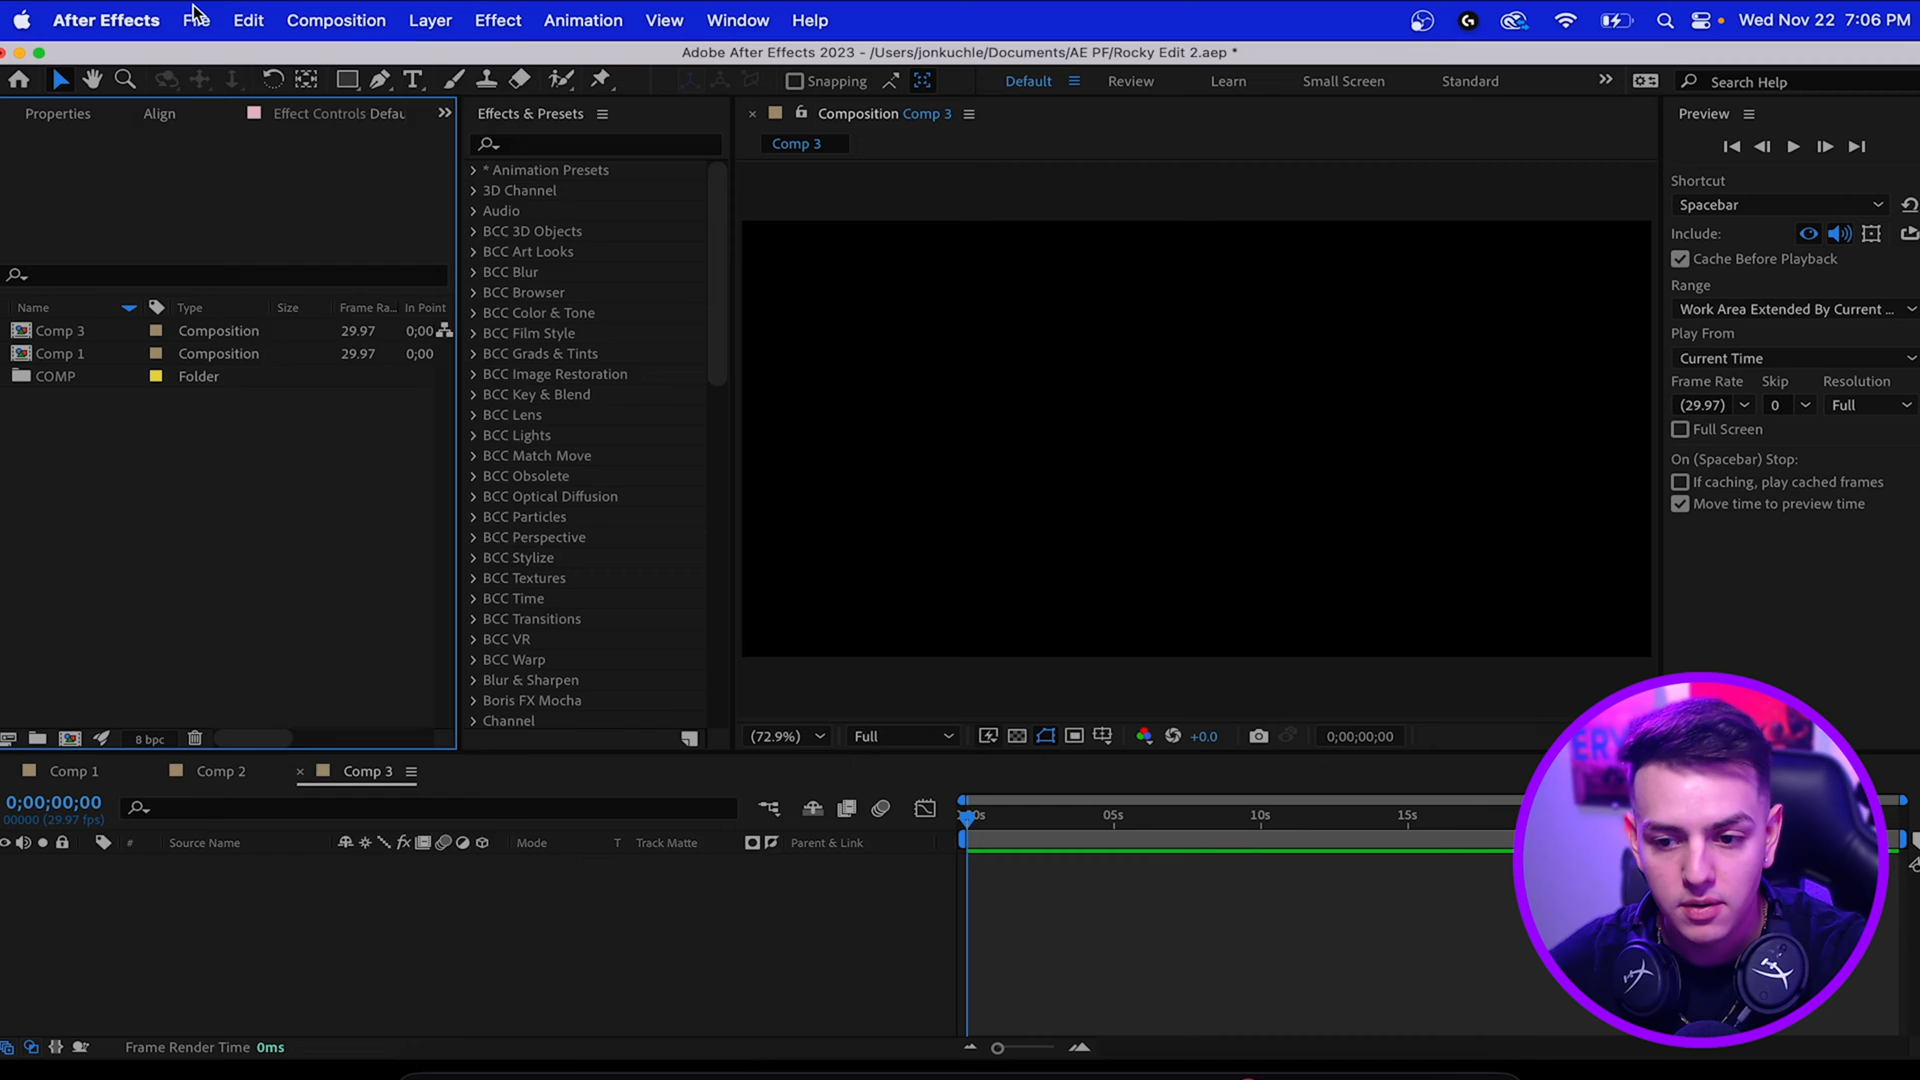 After Effects File Edit Composition Layer Effect Animation View Window Help Wed Nov 22 7:06 PM
Adobe After Effects 2023 - /Users/jonkuchle/Documents/AE PF/Rocky Edit 2.aep *
Snapping Default Review Learn Small Screen Standard Search Help
Properties Align Effect Controls Defau
Name Type Size Frame Ra... In Point
Comp 3 Composition 29.97 0;00
Comp 1 Composition 29.97 0;00
COMP Folder
8 bpc
Effects & Presets
* Animation Presets
3D Channel
Audio
BCC 3D Objects
BCC Art Looks
BCC Blur
BCC Browser
BCC Color & Tone
BCC Film Style
BCC Grads & Tints
BCC Image Restoration
BCC Key & Blend
BCC Lens
BCC Lights
BCC Match Move
BCC Obsolete
BCC Optical Diffusion
BCC Particles
BCC Perspective
BCC Stylize
BCC Textures
BCC Time
BCC Transitions
BCC VR
BCC Warp
Blur & Sharpen
Boris FX Mocha
Channel
Composition Comp 3
Comp 3
(72.9%) Full +0.0 0;00;00;00
Preview
Shortcut
Spacebar
Include:
Cache Before Playback
Range
Work Area Extended By Current ...
Play From
Current Time
Frame Rate Skip Resolution
(29.97) 0 Full
Full Screen
On (Spacebar) Stop:
If caching, play cached frames
Move time to preview time
Comp 1 Comp 2 Comp 3
0;00;00;00
00000 (29.97 fps)
05s 10s 15s
# Source Name Mode T Track Matte Parent & Link
Frame Render Time 0ms